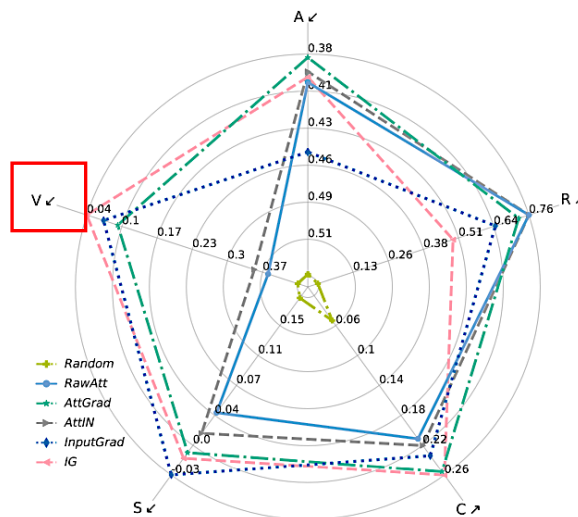 A ↙
0.38
0.41
0.43
0.46
0.49
0.51
V ↙
0.04
0.1
0.17
0.23
0.3
0.37
R ↗
0.76
0.64
0.51
0.38
0.26
0.13
0.15
0.11
0.07
0.04
0.0
-0.03
S ↙
0.06
0.1
0.14
0.18
0.22
0.26
C ↗
Random
RawAtt
AttGrad
AttIN
InputGrad
IG